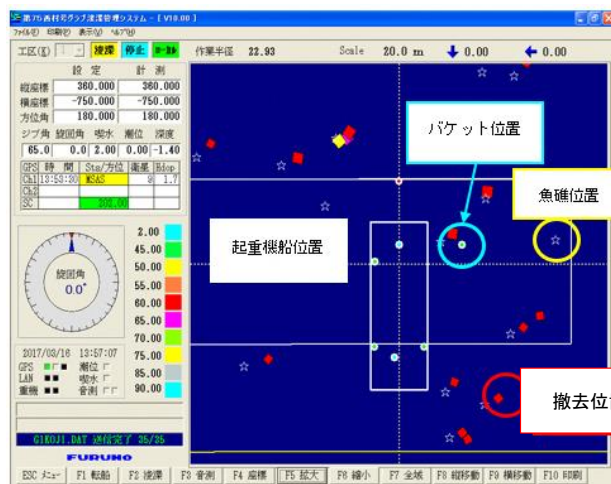 第75西村号グラブ浚渫管理システム - [ V10.00 ]
ファイル(F) 印刷(P) 表示(V) ヘルプ(H)
工区(K) 1 浚渫 停止 作業半径 22.93 Scale 20.0 m 0.00 0.00
設 定 計 測
縦座標 360.000 360.000
横座標 -750.000 -750.000
方位角 180.000 180.000
ジブ角 旋回角 喫水 潮位 深度
65.0 0.0 2.00 0.00 -1.40
GPS 時 間 Sta/方位 衛星 Hdop
Ch1 13:53:30 MSAS 9 1.7
Ch2
SC 302.00
旋回角
0.0°
2.00
45.00
50.00
55.00
60.00
65.00
70.00
75.00
85.00
90.00
2017/03/16 13:57:07
GPS 潮位
LAN 喫水
重機 音測
GIKOJI.DAT 送信完了 35/35
FURUNO
ESC メニュー F1 転船 F2 浚渫 F3 音測 F4 座標 F5 拡大 F6 縮小 F7 全域 F8 縦移動 F9 横移動 F10 印刷
バケット位置
魚礁位置
起重機船位置
撤去位